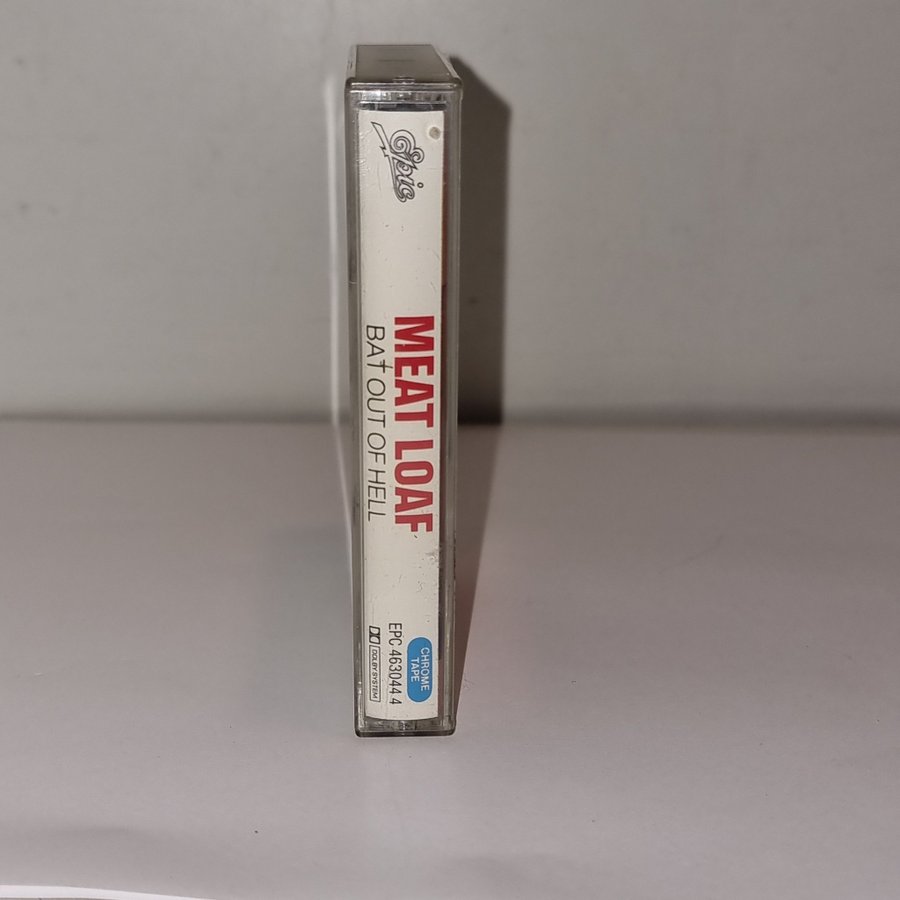 Epic
MEAT LOAF
BAT OUT OF HELL
CHROME
TAPE
EPC 463044 4
DOLBY SYSTEM